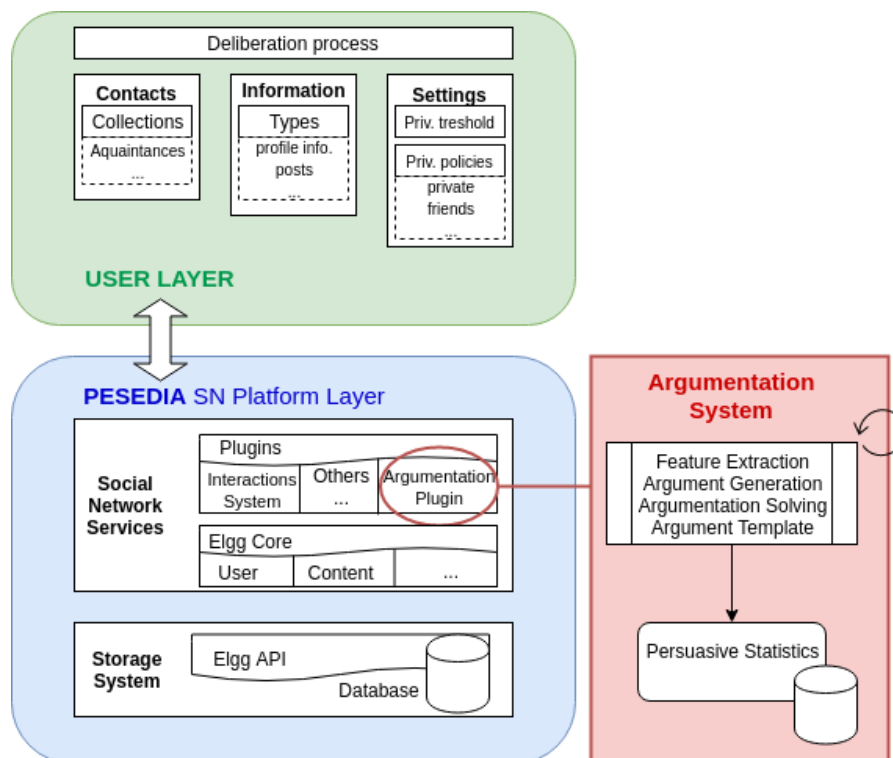 Deliberation process
Contacts
Collections
Aquaintances
...
Information
Types
profile info.
posts
...
Settings
Priv. treshold
Priv. policies
private
friends
...
USER LAYER
PESEDIA SN Platform Layer
Social
Network
Services
Plugins
Interactions
System
Others
...
Argumentation
Plugin
Elgg Core
User
Content
...
Storage
System
Elgg API
Database
Argumentation
System
Feature Extraction
Argument Generation
Argumentation Solving
Argument Template
Persuasive Statistics